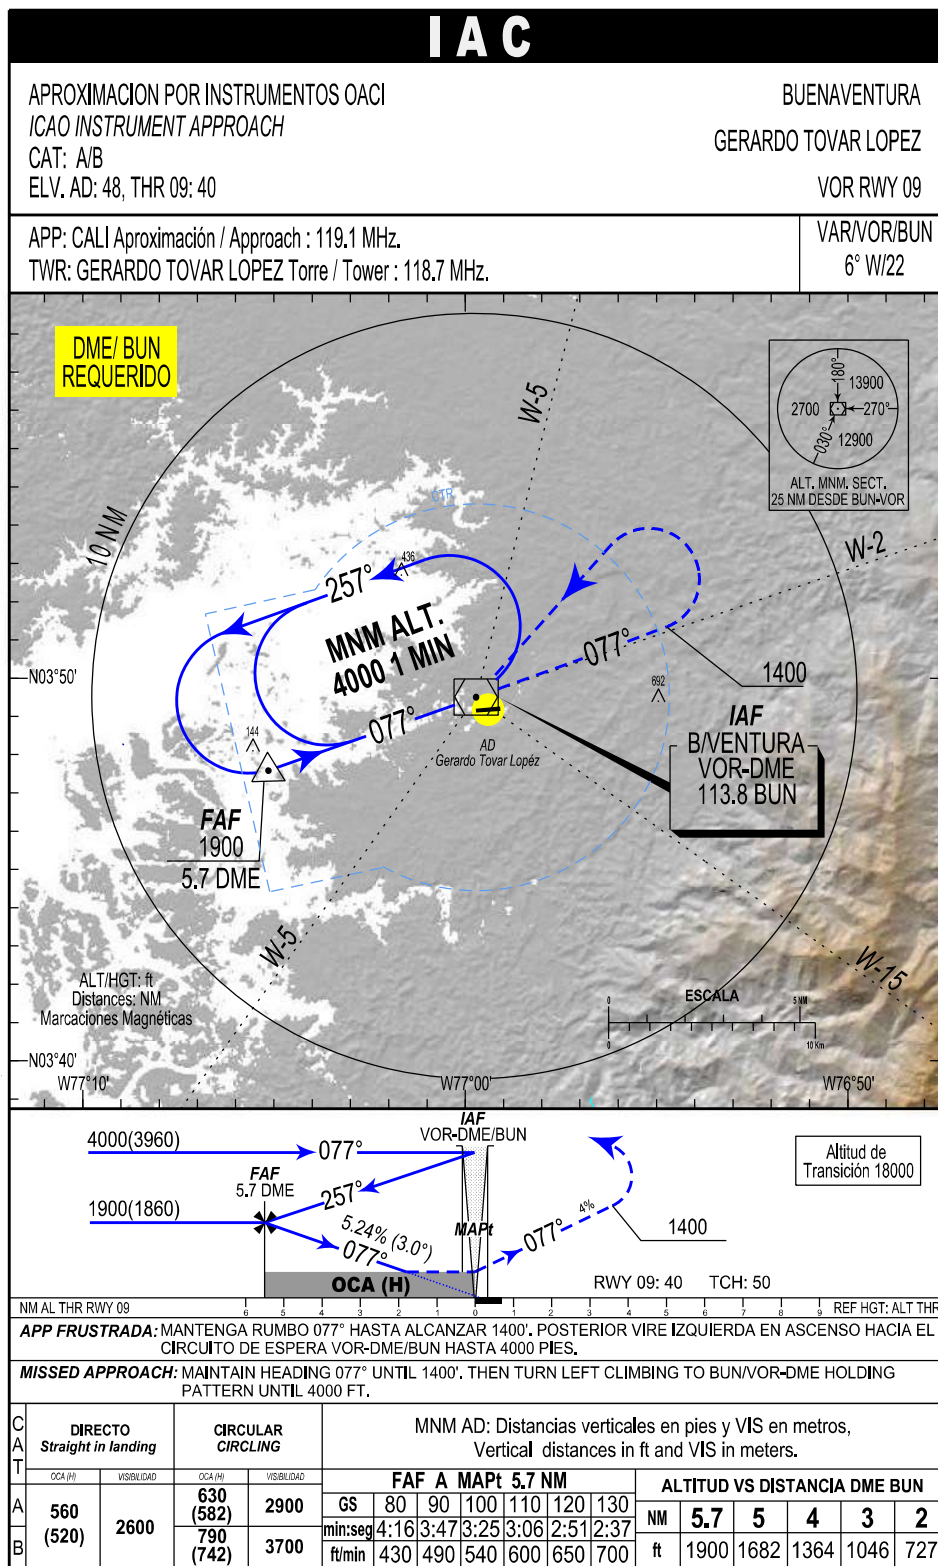 IAC
APROXIMACION POR INSTRUMENTOS OACI
ICAO INSTRUMENT APPROACH
CAT: A/B
ELV. AD: 48, THR 09: 40
BUENAVENTURA
GERARDO TOVAR LOPEZ
VOR RWY 09
APP: CALI Aproximación / Approach : 119.1 MHz.
TWR: GERARDO TOVAR LOPEZ Torre / Tower : 118.7 MHz.
VAR/VOR/BUN
6° W/22
DME/ BUN
REQUERIDO
10 NM
CTR
W-5
W-2
180°
13900
2700
270°
030°
12900
ALT. MNM. SECT.
25 NM DESDE BUN-VOR
436
257°
MNM ALT.
4000 1 MIN
077°
077°
1400
692
144
N03°50'
AD
Gerardo Tovar Lopéz
IAF
B/VENTURA
VOR-DME
113.8 BUN
FAF
1900
5.7 DME
W-5
W-15
ALT/HGT: ft
Distances: NM
Marcaciones Magnéticas
ESCALA
0 5 NM
0 10 Km
N03°40'
W77°10'
W77°00'
W76°50'
IAF
VOR-DME/BUN
4000(3960)
077°
FAF
5.7 DME
257°
1900(1860)
5.24% (3.0°)
077°
MAPt
077°
4%
1400
Altitud de
Transición 18000
OCA (H)
RWY 09: 40 TCH: 50
NM AL THR RWY 09
6 5 4 3 2 1 0 1 2 3 4 5 6 7 8 9
REF HGT: ALT THR
APP FRUSTRADA: MANTENGA RUMBO 077° HASTA ALCANZAR 1400'. POSTERIOR VIRE IZQUIERDA EN ASCENSO HACIA EL
CIRCUITO DE ESPERA VOR-DME/BUN HASTA 4000 PIES.
MISSED APPROACH: MAINTAIN HEADING 077° UNTIL 1400'. THEN TURN LEFT CLIMBING TO BUN/VOR-DME HOLDING
PATTERN UNTIL 4000 FT.
CAT
DIRECTO
Straight in landing
CIRCULAR
CIRCLING
MNM AD: Distancias verticales en pies y VIS en metros,
Vertical distances in ft and VIS in meters.
OCA (H) VISIBILIDAD OCA (H) VISIBILIDAD
A
B
560
(520)
2600
630
(582)
2900
790
(742)
3700
FAF A MAPt 5.7 NM
GS 80 90 100 110 120 130
min:seg 4:16 3:47 3:25 3:06 2:51 2:37
ft/min 430 490 540 600 650 700
ALTITUD VS DISTANCIA DME BUN
NM 5.7 5 4 3 2
ft 1900 1682 1364 1046 727